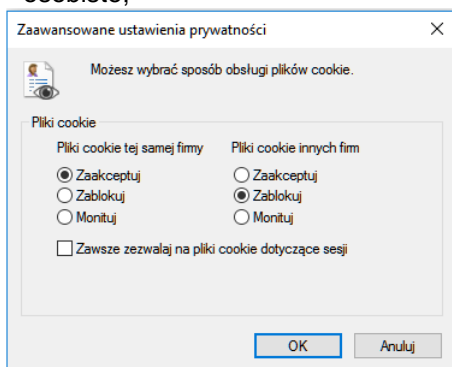 Zaawansowane ustawienia prywatności
Możesz wybrać sposób obsługi plików cookie.
Pliki cookie
Pliki cookie tej samej firmy Pliki cookie innych firm
Zaakceptuj Zaakceptuj
Zablokuj Zablokuj
Monituj Monituj
Zawsze zezwalaj na pliki cookie dotyczące sesji
OK Anuluj